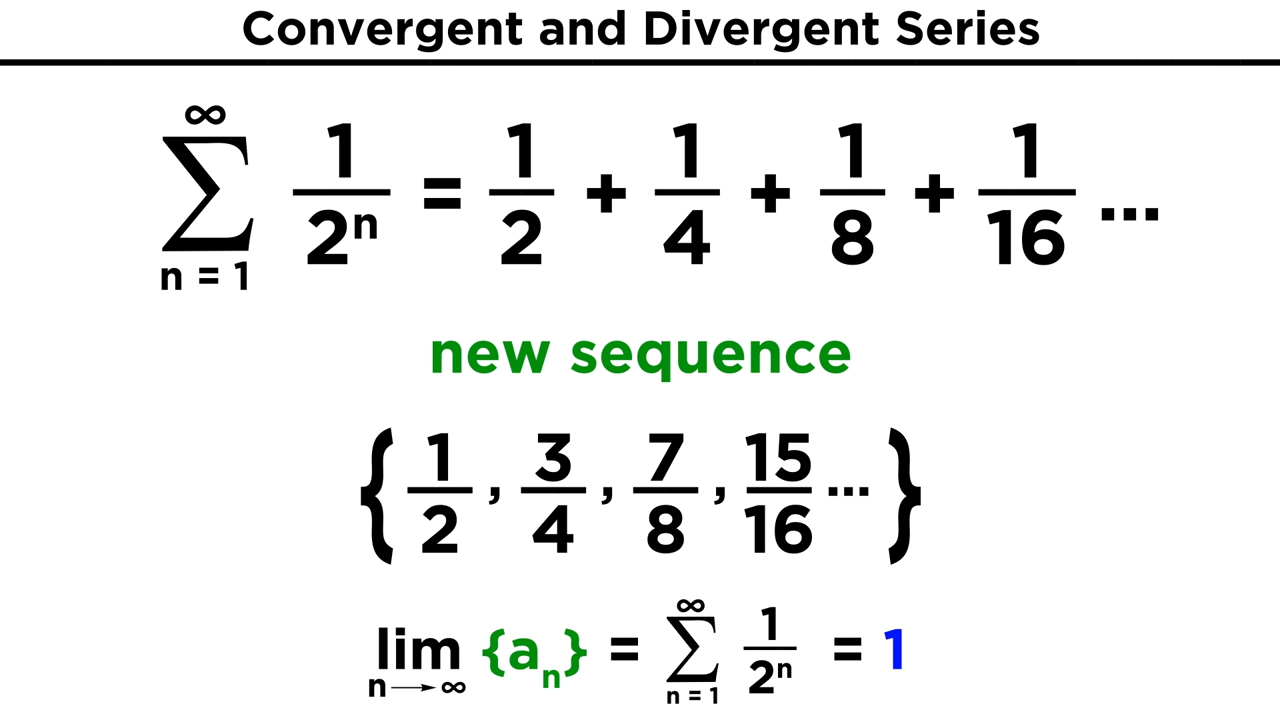 Convergent and Divergent Series
∞
∑ 1/2ⁿ = 1/2 + 1/4 + 1/8 + 1/16 ...
n = 1
new sequence
{ 1/2 , 3/4 , 7/8 , 15/16 ... }
lim {aₙ} = ∑ 1/2ⁿ = 1
n → ∞ ∞ n = 1